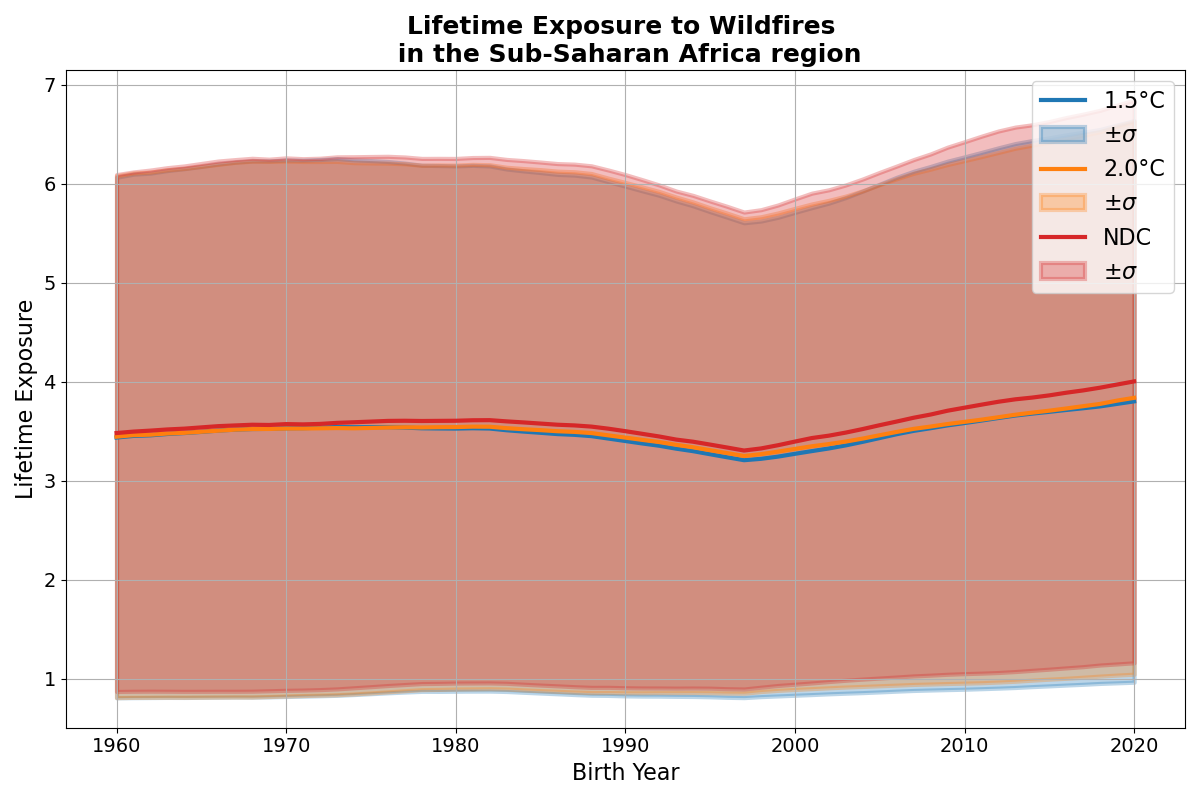 Lifetime Exposure to Wildfires
in the Sub-Saharan Africa region
7
6
5
4
3
2
1
Lifetime Exposure
1960
1970
1980
1990
2000
2010
2020
Birth Year
1.5°C
±σ
2.0°C
±σ
NDC
±σ